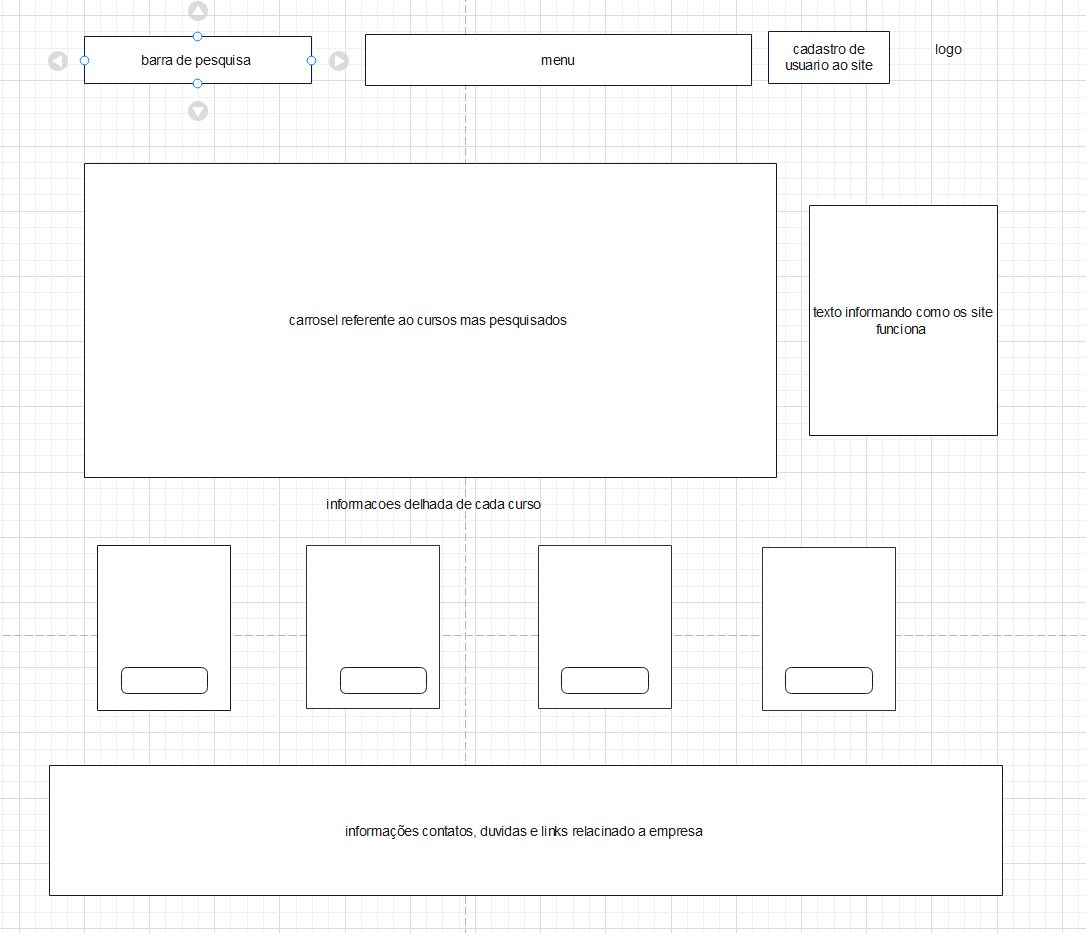 barra de pesquisa
menu
cadastro de
usuario ao site
logo
carrosel referente ao cursos mas pesquisados
texto informando como os site
funciona
informacoes delhada de cada curso
informações contatos, duvidas e links relacinado a empresa